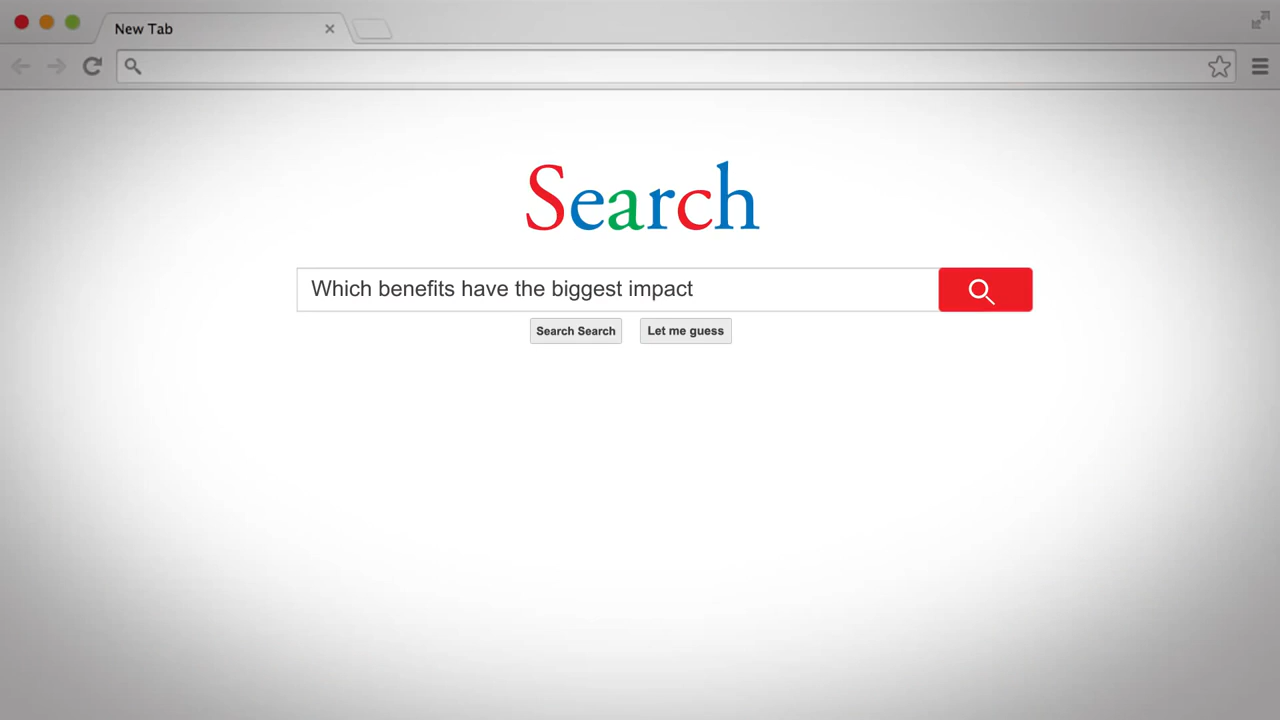 New Tab
Search
Which benefits have the biggest impact
Search Search
Let me guess